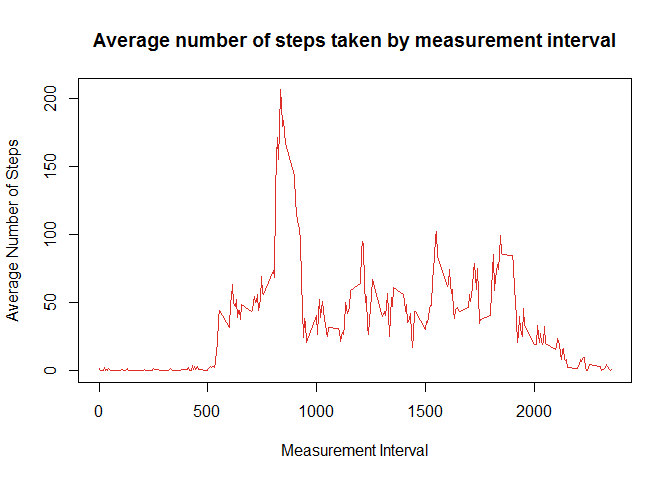 Average number of steps taken by measurement interval
Average Number of Steps
200
150
100
50
0
0 500 1000 1500 2000
Measurement Interval